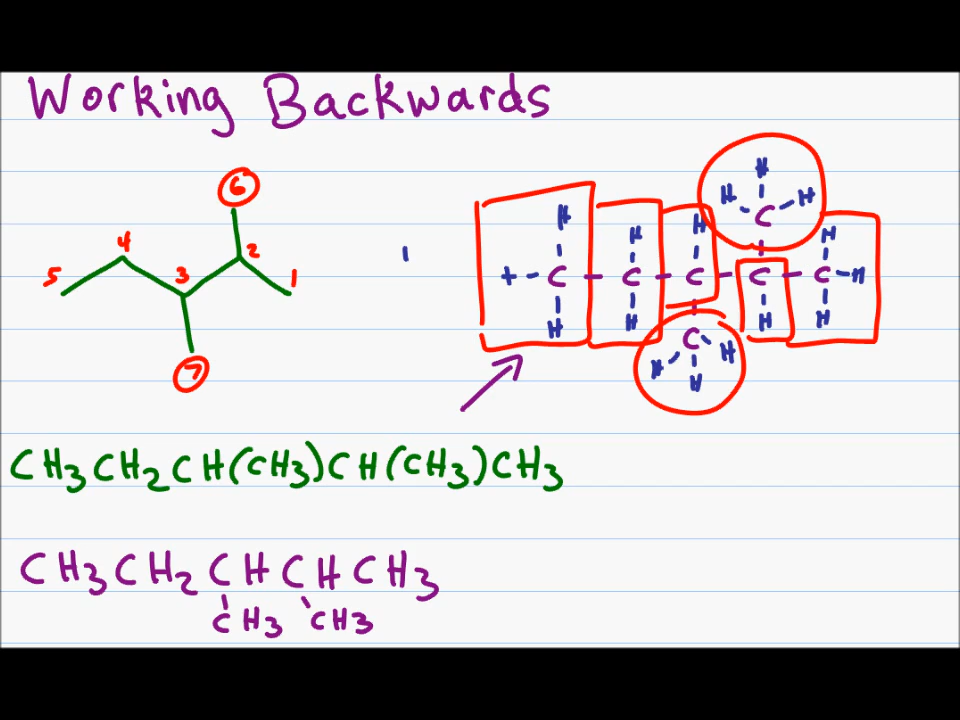 Working Backwards
6
4 2
5 3 1
7
H
H H
C
H H H H
+ C C C C C H
H H H H
C
H H
H
CH3CH2CH(CH3)CH(CH3)CH3
CH3CH2CHCHCH3
CH3 CH3